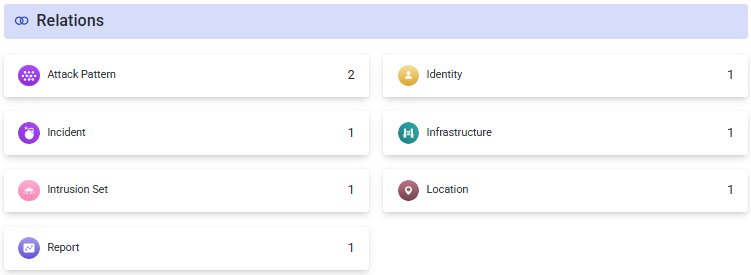 Relations
Attack Pattern 2
Identity 1
Incident 1
Infrastructure 1
Intrusion Set 1
Location 1
Report 1